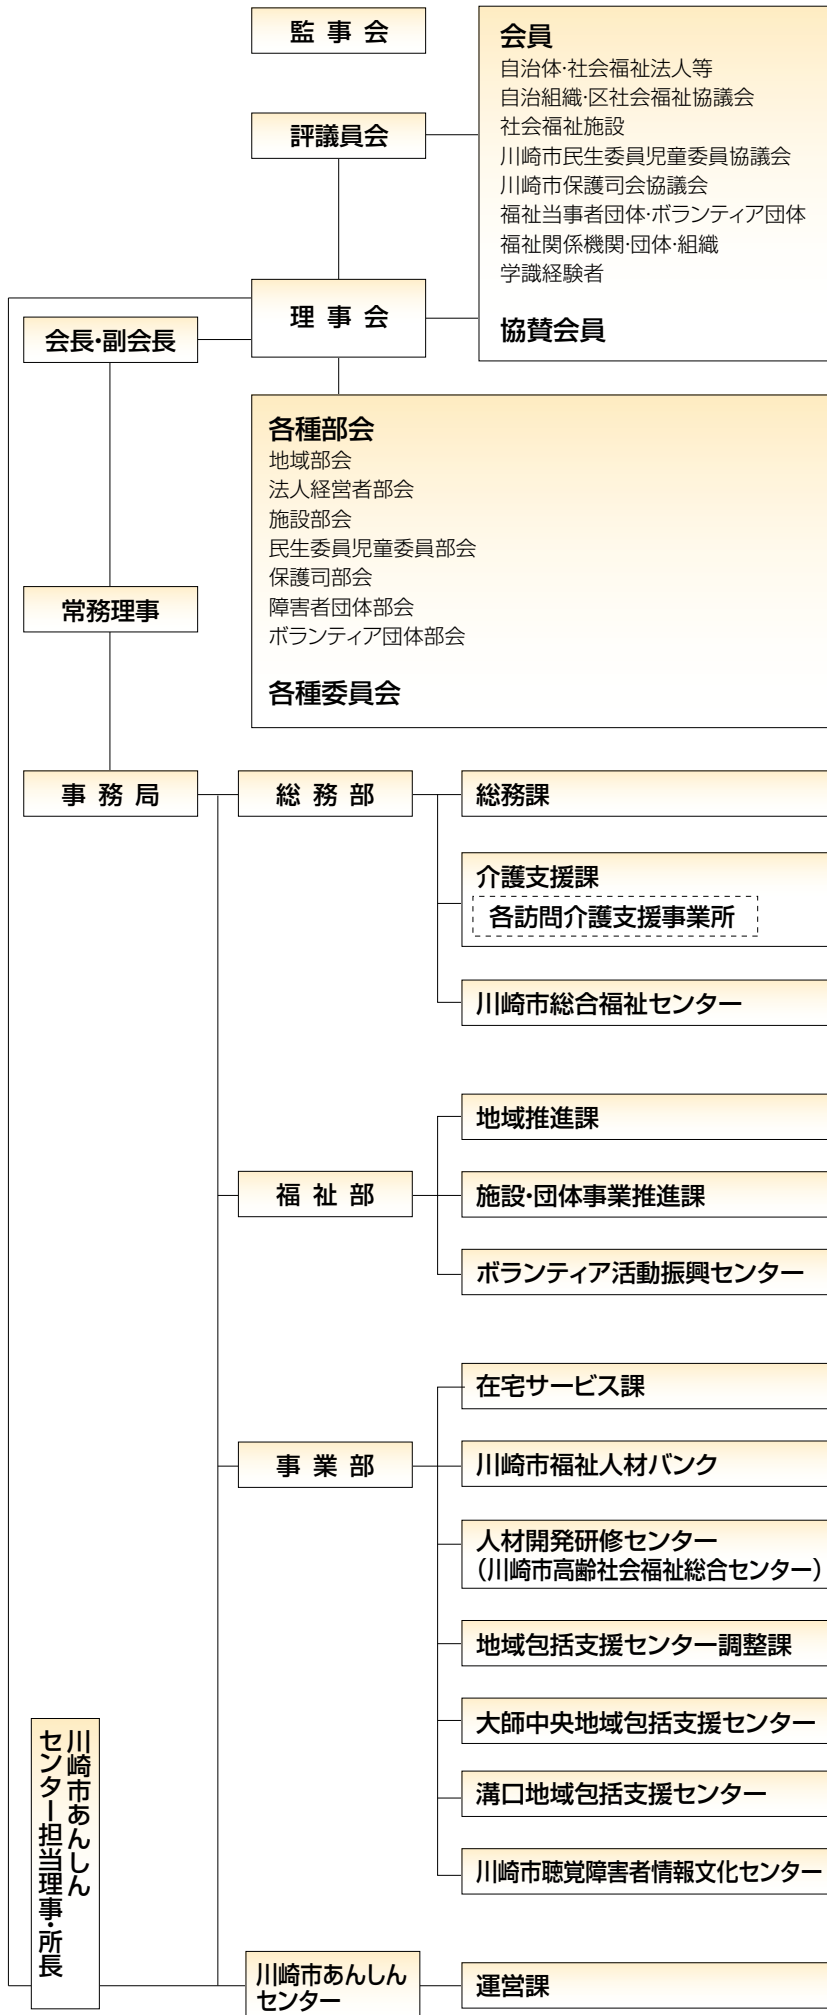 監事会
評議員会
会員
自治体・社会福祉法人等
自治組織・区社会福祉協議会
社会福祉施設
川崎市民生委員児童委員協議会
川崎市保護司会協議会
福祉当事者団体・ボランティア団体
福祉関係機関・団体・組織
学識経験者
協賛会員
理事会
会長・副会長
各種部会
地域部会
法人経営者部会
施設部会
民生委員児童委員部会
保護司部会
障害者団体部会
ボランティア団体部会
各種委員会
常務理事
事務局
総務部
総務課
介護支援課
各訪問介護支援事業所
川崎市総合福祉センター
福祉部
地域推進課
施設・団体事業推進課
ボランティア活動振興センター
事業部
在宅サービス課
川崎市福祉人材バンク
人材開発研修センター
（川崎市高齢社会福祉総合センター）
地域包括支援センター調整課
大師中央地域包括支援センター
溝口地域包括支援センター
川崎市聴覚障害者情報文化センター
川崎市あんしん
センター担当理事・所長
川崎市あんしん
センター
運営課